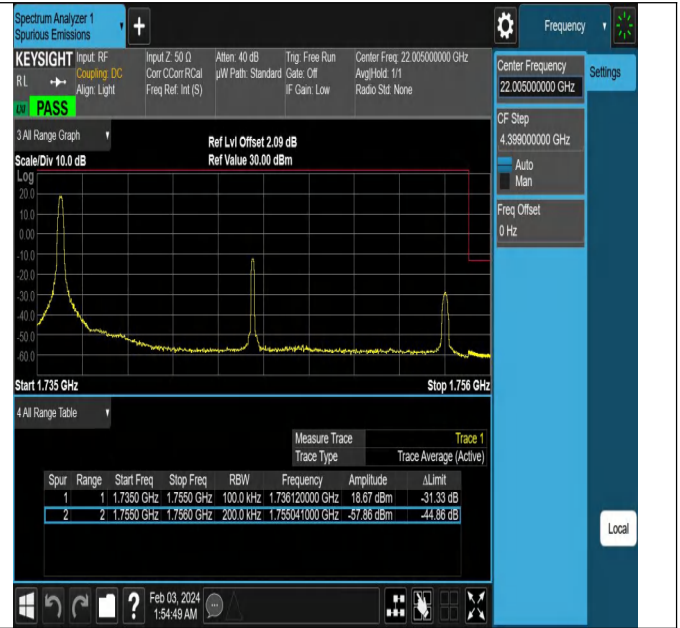 Spectrum Analyzer 1
Spurious Emissions
+
Frequency
KEYSIGHT Input: RF Input Z: 50 Ω Atten: 40 dB Trig: Free Run Center Freq: 22.005000000 GHz
RL Coupling: DC Corr CCorr RCal µW Path: Standard Gate: Off Avg|Hold: 1/1
Align: Light Freq Ref: Int (S) IF Gain: Low Radio Std: None
LXI PASS
Center Frequency
22.005000000 GHz
Settings
CF Step
4.399000000 GHz
Auto
Man
Freq Offset
0 Hz
3 All Range Graph
Ref Lvl Offset 2.09 dB
Scale/Div 10.0 dB Ref Value 30.00 dBm
Log
20.0
10.0
0.00
-10.0
-20.0
-30.0
-40.0
-50.0
-60.0
Start 1.735 GHz Stop 1.756 GHz
4 All Range Table
Measure Trace Trace 1
Trace Type Trace Average (Active)
Spur Range Start Freq Stop Freq RBW Frequency Amplitude ΔLimit
1 1 1.7350 GHz 1.7550 GHz 100.0 kHz 1.736120000 GHz 18.67 dBm -31.33 dB
2 2 1.7550 GHz 1.7560 GHz 200.0 kHz 1.755041000 GHz -57.86 dBm -44.86 dB
Local
? Feb 03, 2024
1:54:49 AM